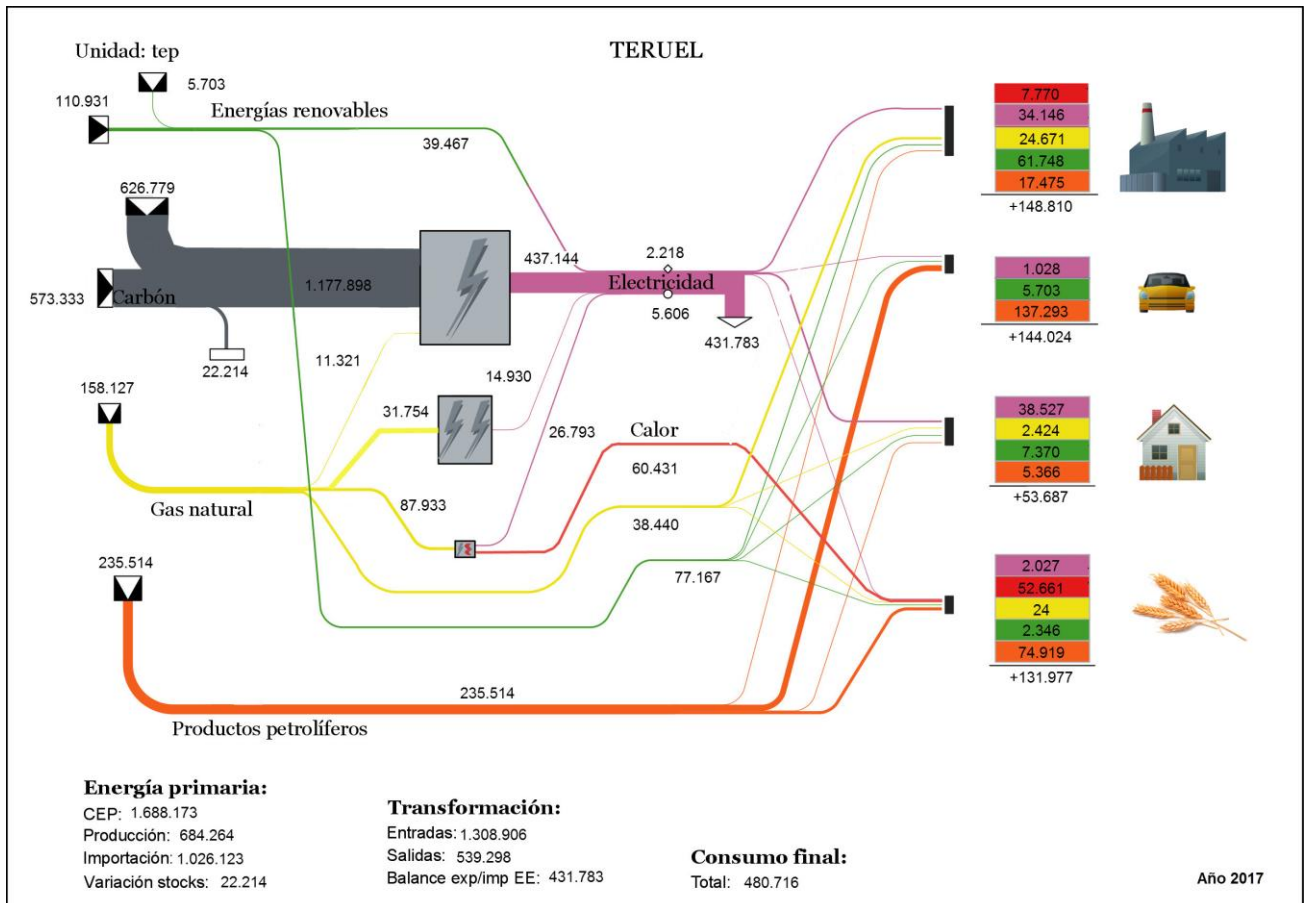 Unidad: tep
TERUEL
5.703
110.931
Energías renovables
39.467
626.779
573.333
Carbón
1.177.898
22.214
437.144
2.218
Electricidad
5.606
431.783
11.321
14.930
158.127
31.754
26.793
Calor
60.431
Gas natural
87.933
38.440
77.167
235.514
235.514
Productos petrolíferos
7.770
34.146
24.671
61.748
17.475
+148.810
1.028
5.703
137.293
+144.024
38.527
2.424
7.370
5.366
+53.687
2.027
52.661
24
2.346
74.919
+131.977
Energía primaria:
CEP: 1.688.173
Producción: 684.264
Importación: 1.026.123
Variación stocks: 22.214
Transformación:
Entradas: 1.308.906
Salidas: 539.298
Balance exp/imp EE: 431.783
Consumo final:
Total: 480.716
Año 2017